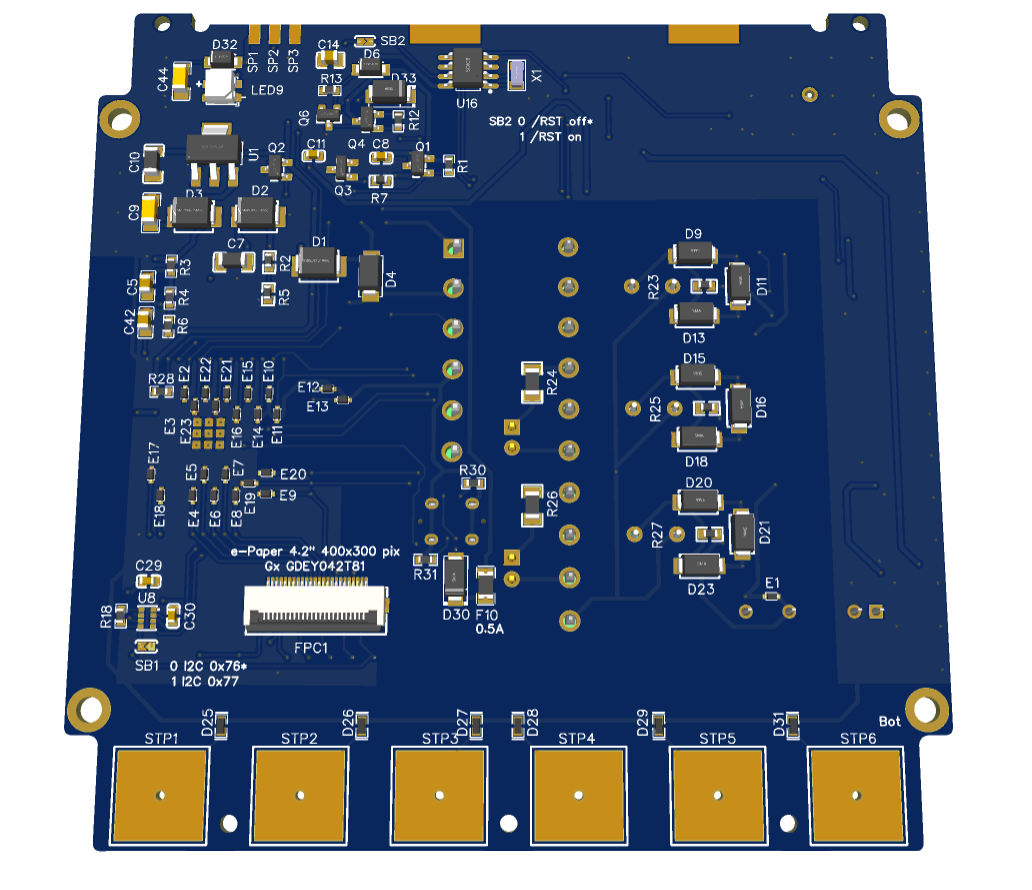 SP1
SP2
SP3
D32
C44
+
LED9
C14
SB2
D6
R13
D33
Q6
R12
U16
X1
SB2 0 /RST off*
1 /RST on
U1
C10
Q2
C11
Q4
Q3
C8
R7
Q1
R1
D3
D2
C9
C7
R2
D1
D4
R3
C5
R4
R5
C42
R6
D9
R23
D11
D13
D15
R24
R25
D16
D18
R28
E2
E22
E21
E15
E10
E12
E13
E3
E23
E16
E14
E11
E17
E5
E7
E20
E19
E9
E18
E4
E6
E8
R30
R26
D20
R27
D21
D23
e-Paper 4.2" 400x300 pix
Gx GDEY042T81
R31
D30
F10
0.5A
E1
C29
U8
R18
C30
FPC1
SB1
0 I2C 0x76*
1 I2C 0x77
D25
D26
D27
D28
D29
D31
Bot
STP1
STP2
STP3
STP4
STP5
STP6